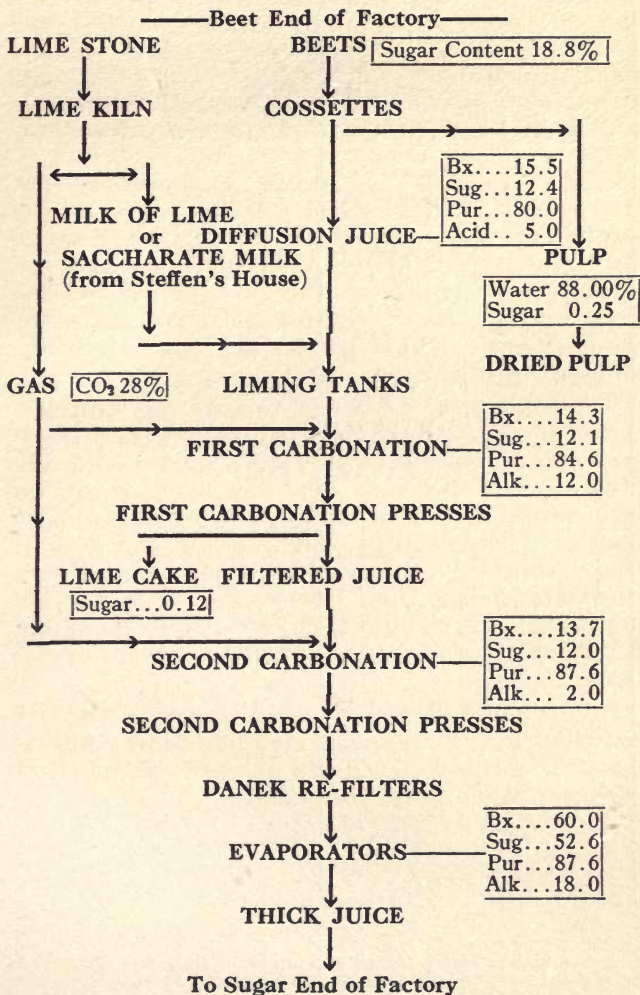 Beet End of Factory
LIME STONE
BEETS
Sugar Content 18.8%
LIME KILN
COSSETTES
Bx....15.5
Sug...12.4
Pur...80.0
Acid.. 5.0
MILK OF LIME
or
SACCHARATE MILK
(from Steffen's House)
DIFFUSION JUICE
PULP
Water 88.00%
Sugar 0.25
DRIED PULP
GAS
CO₂ 28%
LIMING TANKS
FIRST CARBONATION
Bx....14.3
Sug...12.1
Pur...84.6
Alk...12.0
FIRST CARBONATION PRESSES
LIME CAKE
Sugar...0.12
FILTERED JUICE
SECOND CARBONATION
Bx....13.7
Sug...12.0
Pur...87.6
Alk... 2.0
SECOND CARBONATION PRESSES
DANEK RE-FILTERS
EVAPORATORS
Bx....60.0
Sug...52.6
Pur...87.6
Alk...18.0
THICK JUICE
To Sugar End of Factory